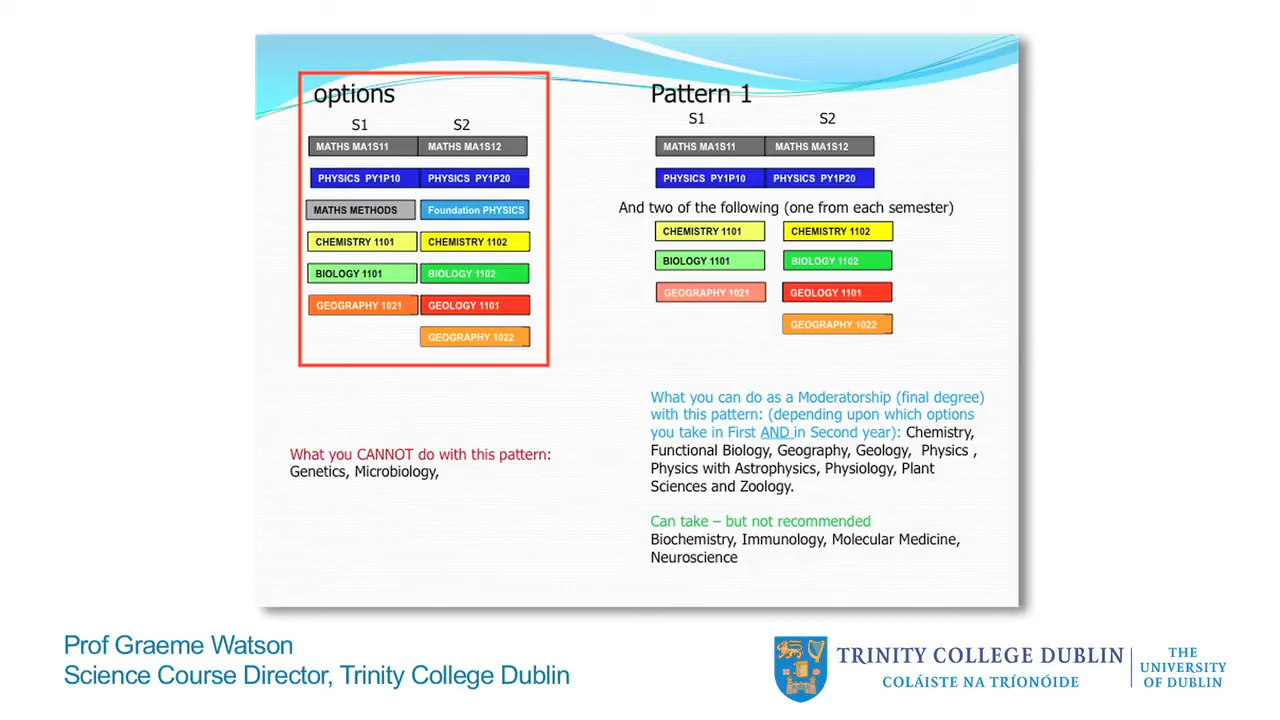 options
S1
S2
MATHS MA1S11
MATHS MA1S12
PHYSICS PY1P10
PHYSICS PY1P20
MATHS METHODS
Foundation PHYSICS
CHEMISTRY 1101
CHEMISTRY 1102
BIOLOGY 1101
BIOLOGY 1102
GEOGRAPHY 1021
GEOLOGY 1101
GEOGRAPHY 1022
What you CANNOT do with this pattern:
Genetics, Microbiology,
Pattern 1
S1
S2
MATHS MA1S11
MATHS MA1S12
PHYSICS PY1P10
PHYSICS PY1P20
And two of the following (one from each semester)
CHEMISTRY 1101
CHEMISTRY 1102
BIOLOGY 1101
BIOLOGY 1102
GEOGRAPHY 1021
GEOLOGY 1101
GEOGRAPHY 1022
What you can do as a Moderatorship (final degree)
with this pattern: (depending upon which options
you take in First AND in Second year): Chemistry,
Functional Biology, Geography, Geology, Physics ,
Physics with Astrophysics, Physiology, Plant
Sciences and Zoology.
Can take – but not recommended
Biochemistry, Immunology, Molecular Medicine,
Neuroscience
Prof Graeme Watson
Science Course Director, Trinity College Dublin
TRINITY COLLEGE DUBLIN
COLÁISTE NA TRÍONÓIDE
THE
UNIVERSITY
OF DUBLIN